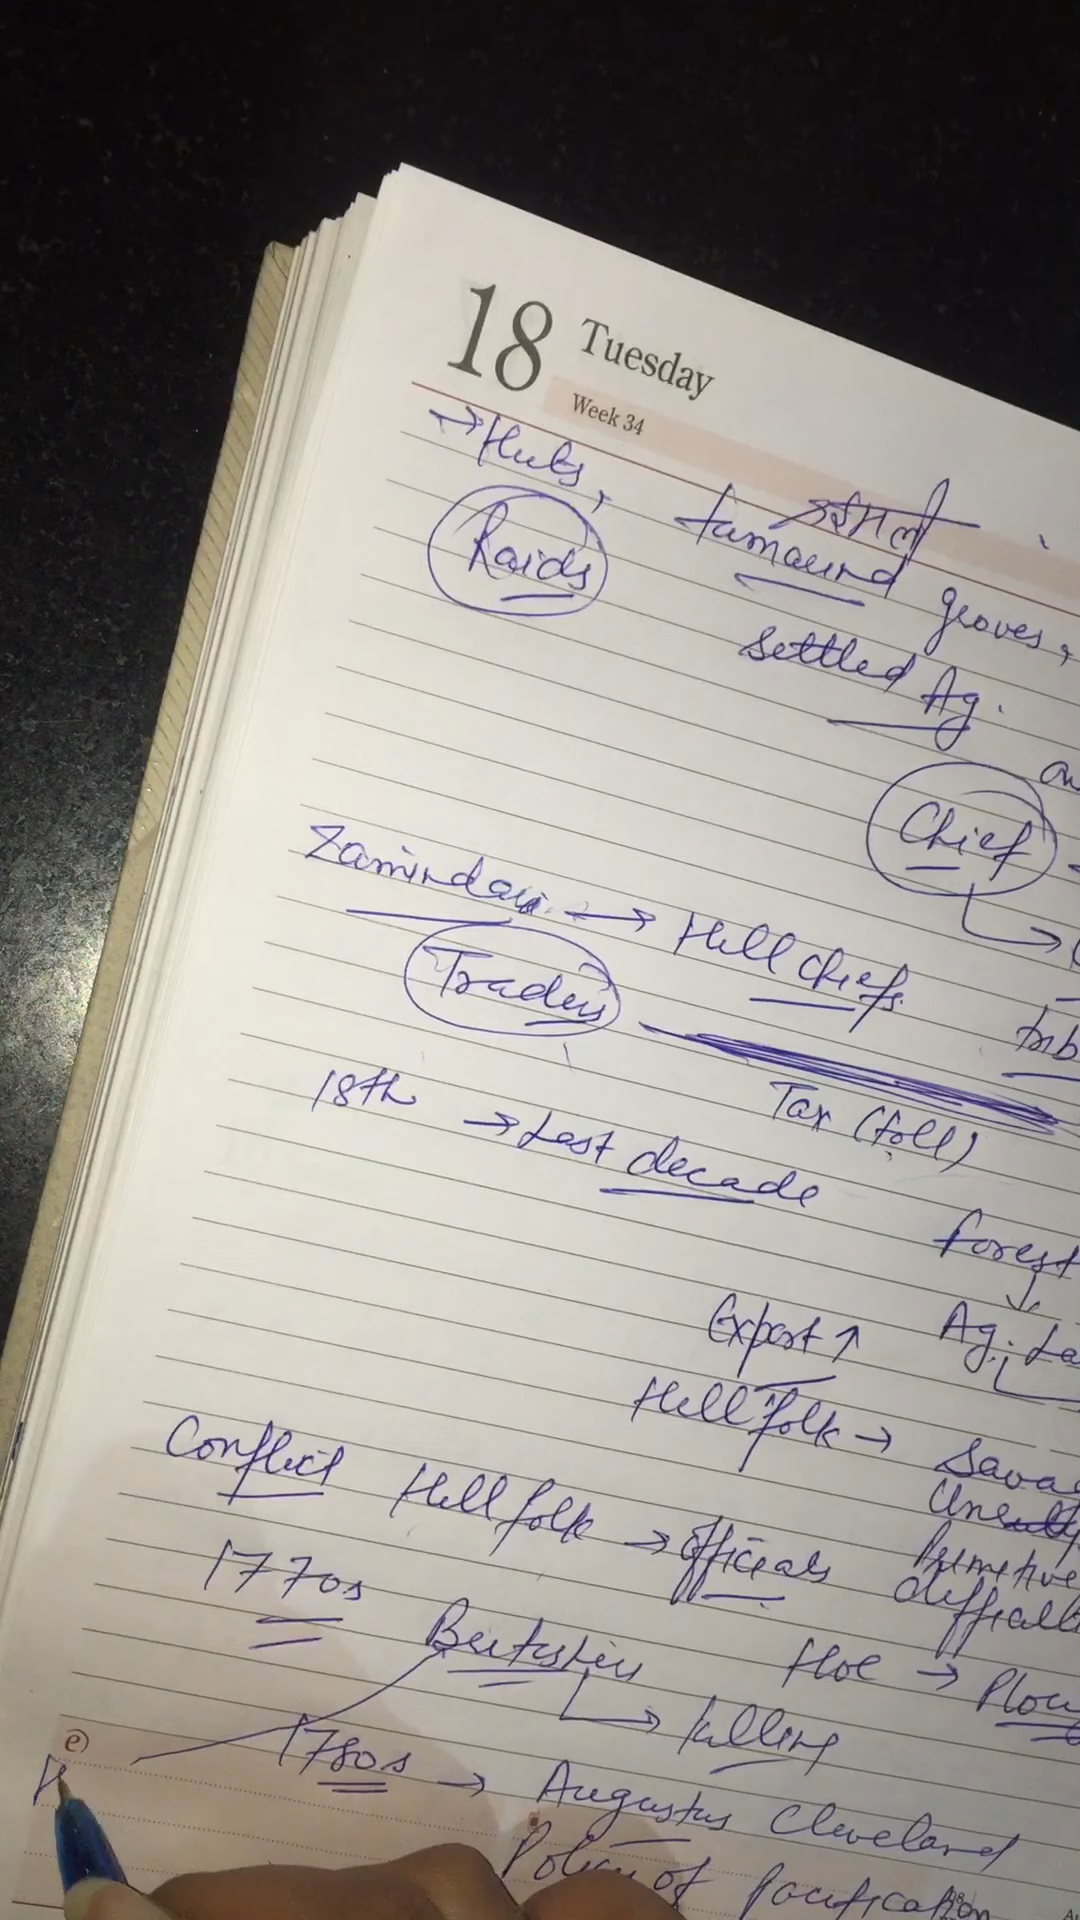 18 Tuesday
Week 34
→ Huts,
Raids
tamarind groves,
Settled Ag.
Chief
Zamindars → Hill chiefs
Traders
Tax (toll)
18th → Last decade
forest
Export ↑ Ag.
Hill folk →
Conflict Hill folk → officials
Primitive
1770s
Britishers Hoe →
↳ killing
1780s → Augustus Cleveland
Policy of Pacification